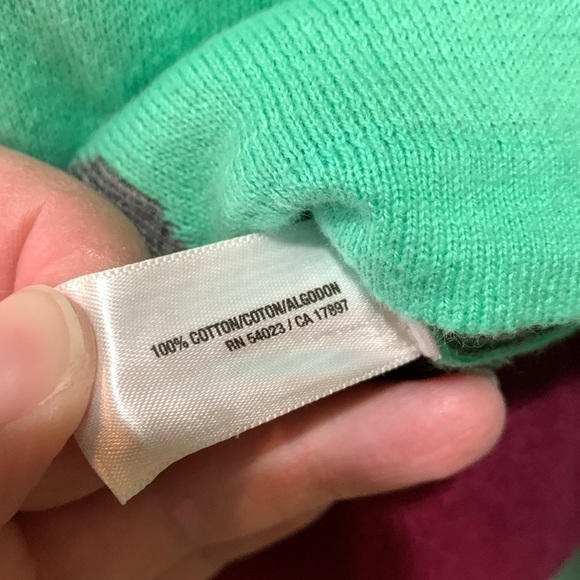 100% COTTON/COTON/ALGODON
RN 54023 / CA 17897